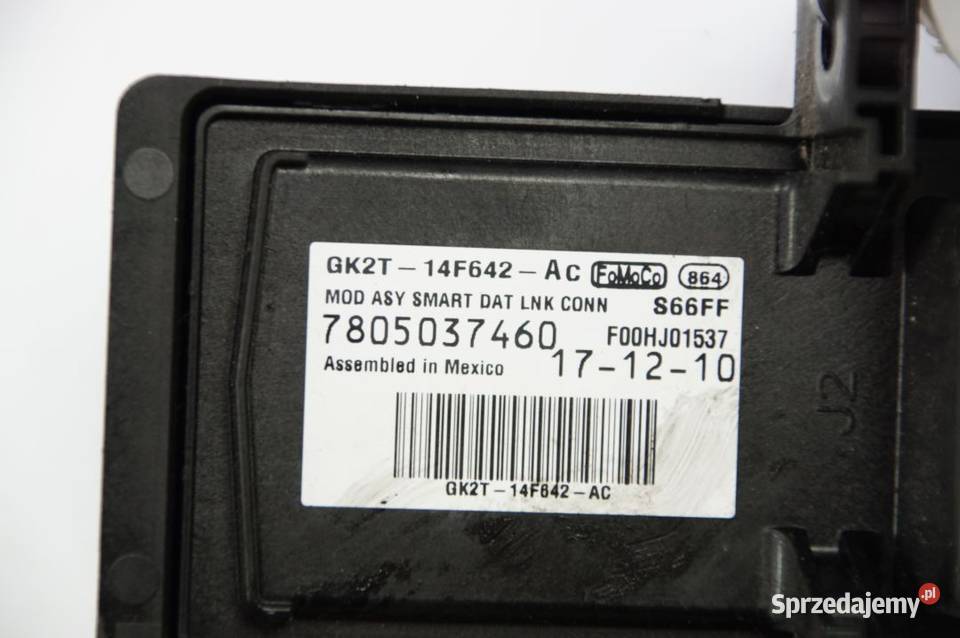 GK2T-14F642-AC FoMoCo 864
MOD ASY SMART DAT LNK CONN S66FF
7805037460 F00HJ01537
Assembled in Mexico 17-12-10
GK2T-14F642-AC
J2
Sprzedajemy.pl